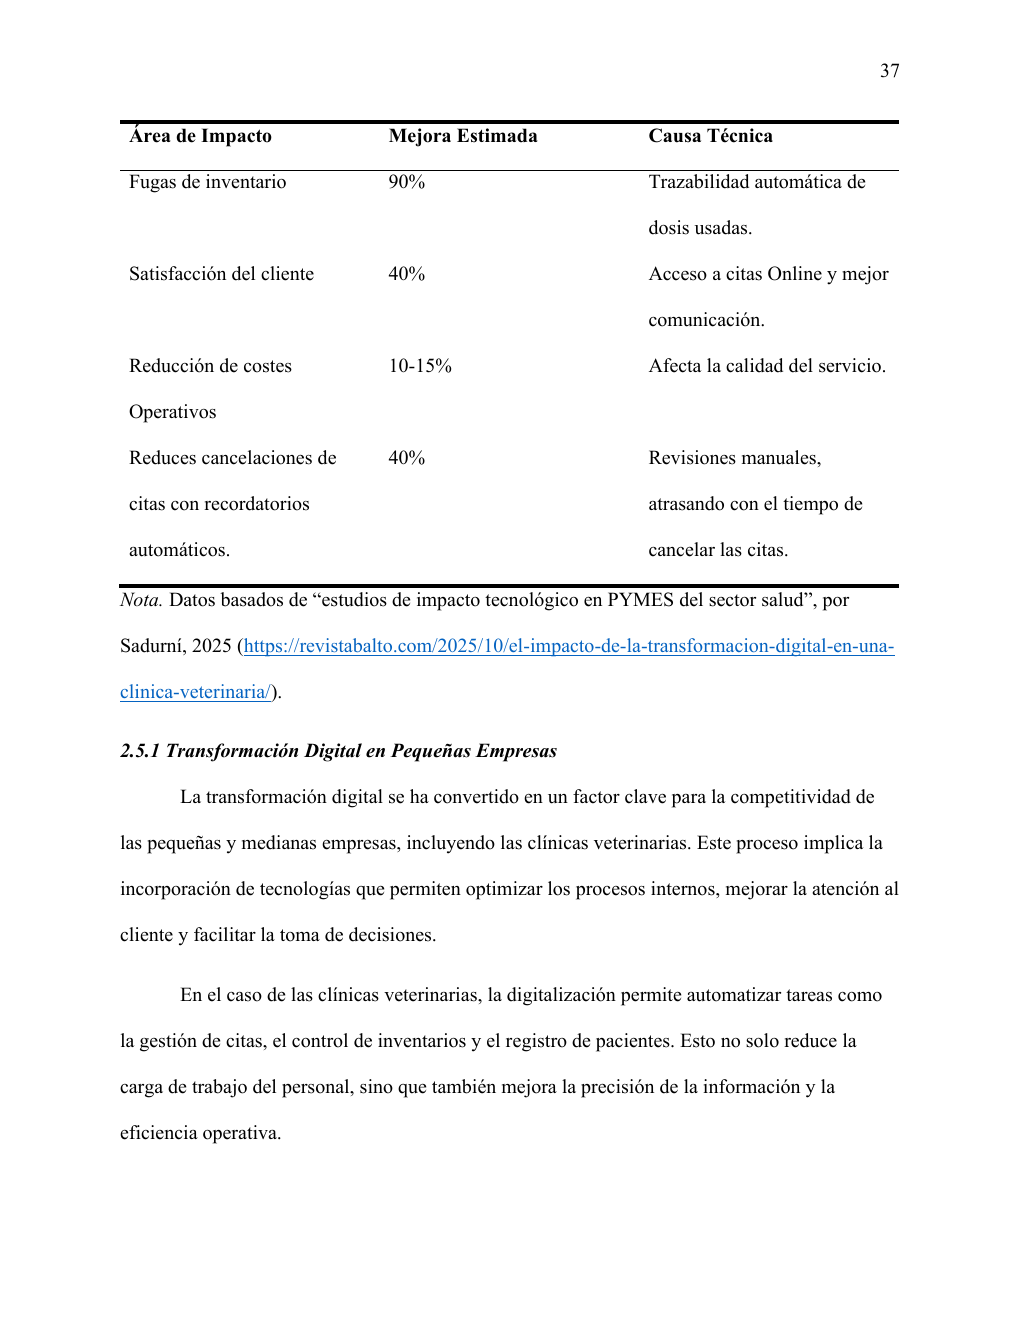 37
Área de Impacto Mejora Estimada Causa Técnica
Fugas de inventario 90% Trazabilidad automática de
dosis usadas.
Satisfacción del cliente 40% Acceso a citas Online y mejor
comunicación.
Reducción de costes 10-15% Afecta la calidad del servicio.
Operativos
Reduces cancelaciones de 40% Revisiones manuales,
citas con recordatorios atrasando con el tiempo de
automáticos. cancelar las citas.
Nota. Datos basados de “estudios de impacto tecnológico en PYMES del sector salud”, por
Sadurní, 2025 (https://revistabalto.com/2025/10/el-impacto-de-la-transformacion-digital-en-una-
clinica-veterinaria/).
2.5.1 Transformación Digital en Pequeñas Empresas
La transformación digital se ha convertido en un factor clave para la competitividad de
las pequeñas y medianas empresas, incluyendo las clínicas veterinarias. Este proceso implica la
incorporación de tecnologías que permiten optimizar los procesos internos, mejorar la atención al
cliente y facilitar la toma de decisiones.
En el caso de las clínicas veterinarias, la digitalización permite automatizar tareas como
la gestión de citas, el control de inventarios y el registro de pacientes. Esto no solo reduce la
carga de trabajo del personal, sino que también mejora la precisión de la información y la
eficiencia operativa.